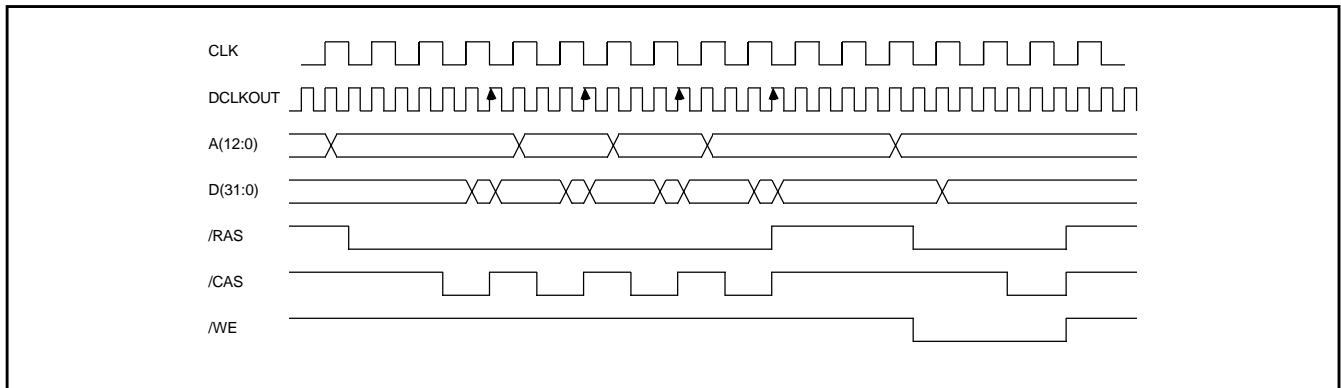 CLK
DCLKOUT
A(12:0)
D(31:0)
/RAS
/CAS
/WE